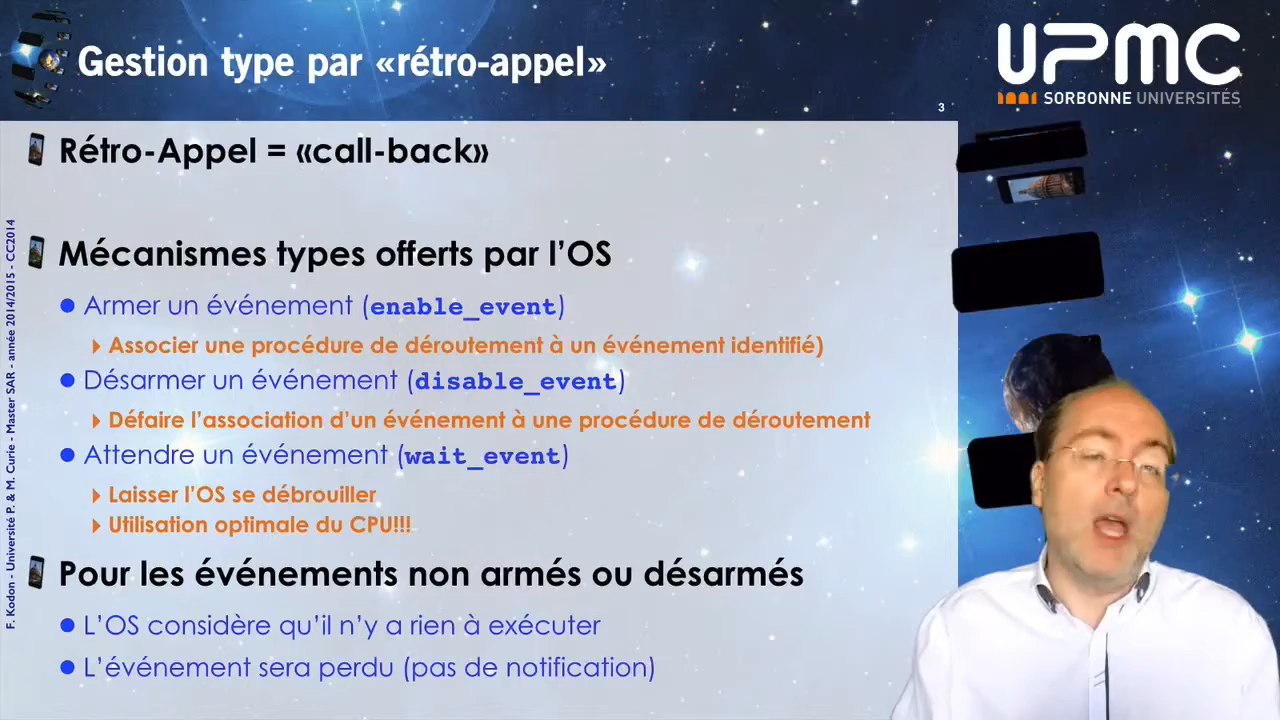 Gestion type par «rétro-appel»
UPMC
SORBONNE UNIVERSITÉS
3
Rétro-Appel = «call-back»
Mécanismes types offerts par l'OS
Armer un événement (enable_event)
Associer une procédure de déroutement à un événement identifié)
Désarmer un événement (disable_event)
Défaire l'association d'un événement à une procédure de déroutement
Attendre un événement (wait_event)
Laisser l'OS se débrouiller
Utilisation optimale du CPU!!!
Pour les événements non armés ou désarmés
L'OS considère qu'il n'y a rien à exécuter
L'événement sera perdu (pas de notification)
F. Kodon - Université P. & M. Curie - Master SAR - année 2014/2015 - CC2014